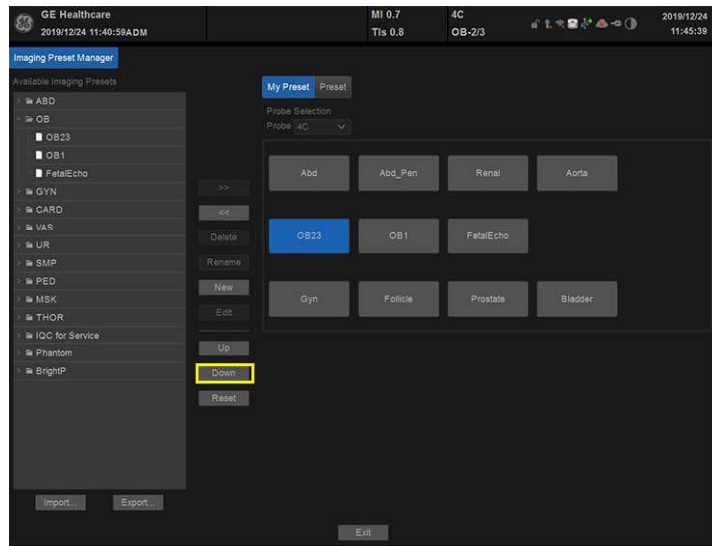 GE Healthcare
2019/12/24 11:40:59ADM
MI 0.7
TIs 0.8
4C
OB-2/3
2019/12/24
11:45:39
Imaging Preset Manager
Available Imaging Presets
ABD
OB
OB23
OB1
FetalEcho
GYN
CARD
VAS
UR
SMP
PED
MSK
THOR
IQC for Service
Phantom
BrightP
Import...
Export...
>>
<<
Delete
Rename
New
Edit
Up
Down
Reset
My Preset
Preset
Probe Selection
Probe 4C
Abd
Abd_Pen
Renal
Aorta
OB23
OB1
FetalEcho
Gyn
Follicle
Prostate
Bladder
Exit